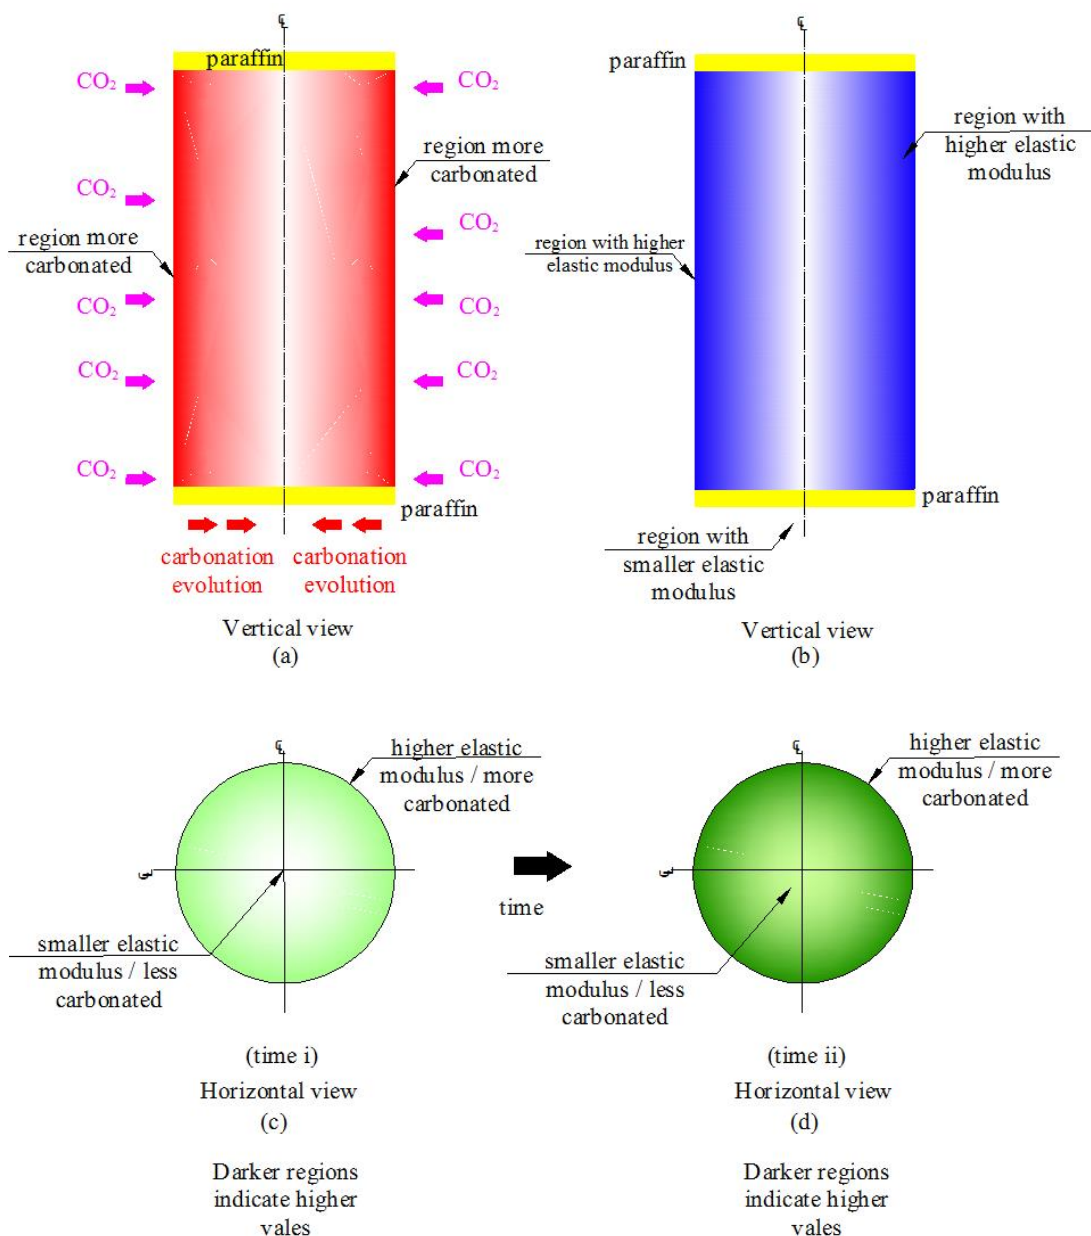 ℄
℄
paraffin
CO2
CO2
paraffin
region more
carbonated
region with
higher elastic
modulus
CO2
CO2
region more
carbonated
region with higher
elastic modulus
CO2
CO2
CO2
CO2
CO2
CO2
paraffin
paraffin
carbonation
evolution
carbonation
evolution
region with
smaller elastic
modulus
Vertical view
(a)
Vertical view
(b)
℄
higher elastic
modulus / more
carbonated
℄
smaller elastic
modulus / less
carbonated
time
℄
higher elastic
modulus / more
carbonated
℄
smaller elastic
modulus / less
carbonated
(time i)
Horizontal view
(c)
(time ii)
Horizontal view
(d)
Darker regions
indicate higher
vales
Darker regions
indicate higher
vales